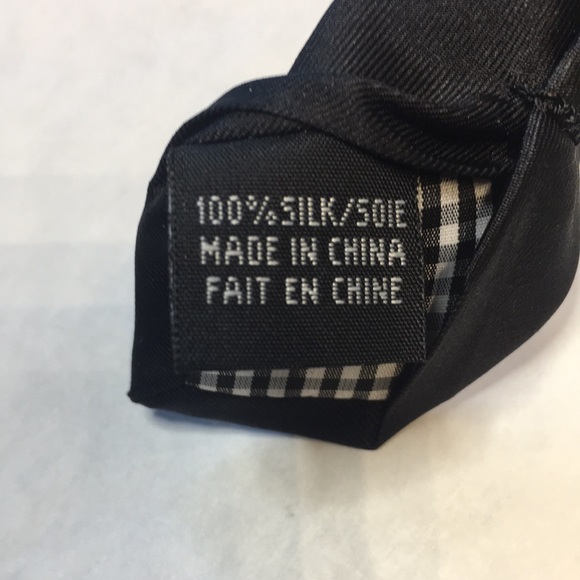 100% SILK/SOIE
MADE IN CHINA
FAIT EN CHINE